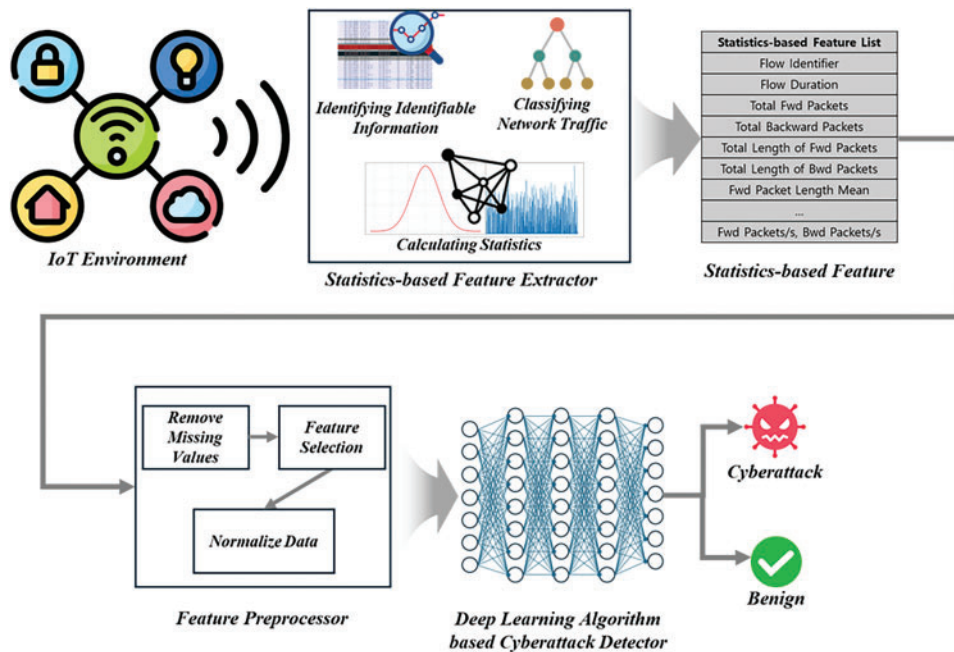 Identifying Identifiable
Information
Classifying
Network Traffic
Calculating Statistics
IoT Environment
Statistics-based Feature Extractor
Statistics-based Feature List
Flow Identifier
Flow Duration
Total Fwd Packets
Total Backward Packets
Total Length of Fwd Packets
Total Length of Bwd Packets
Fwd Packet Length Mean
...
Fwd Packets/s, Bwd Packets/s
Statistics-based Feature
Remove
Missing
Values
Feature
Selection
Normalize Data
Feature Preprocessor
Deep Learning Algorithm
based Cyberattack Detector
Cyberattack
Benign